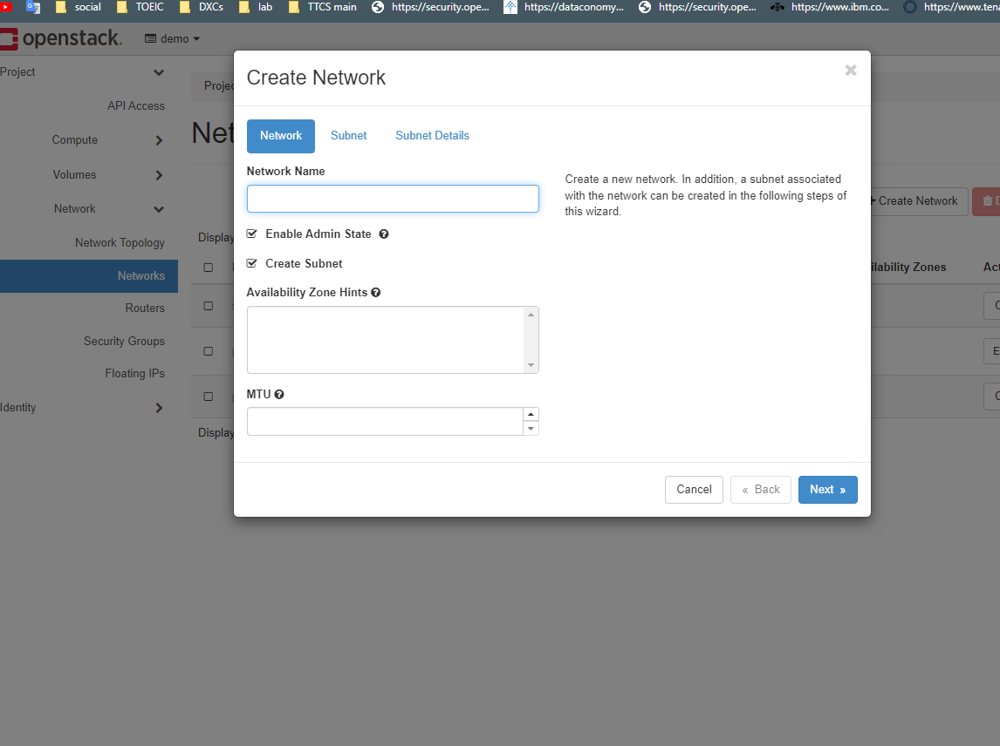 social TOEIC DXCs lab TTCS main https://security.ope... https://dataconomy... https://security.ope... https://www.ibm.co... https://www.tena
openstack. demo
Project
API Access
Compute
Volumes
Network
Network Topology
Networks
Routers
Security Groups
Floating IPs
Identity
Projec
Net
Create Network
Display
ilability Zones
Act
Display
Create Network
Network Subnet Subnet Details
Network Name
Create a new network. In addition, a subnet associated
with the network can be created in the following steps of
this wizard.
Enable Admin State
Create Subnet
Availability Zone Hints
MTU
Cancel « Back Next »